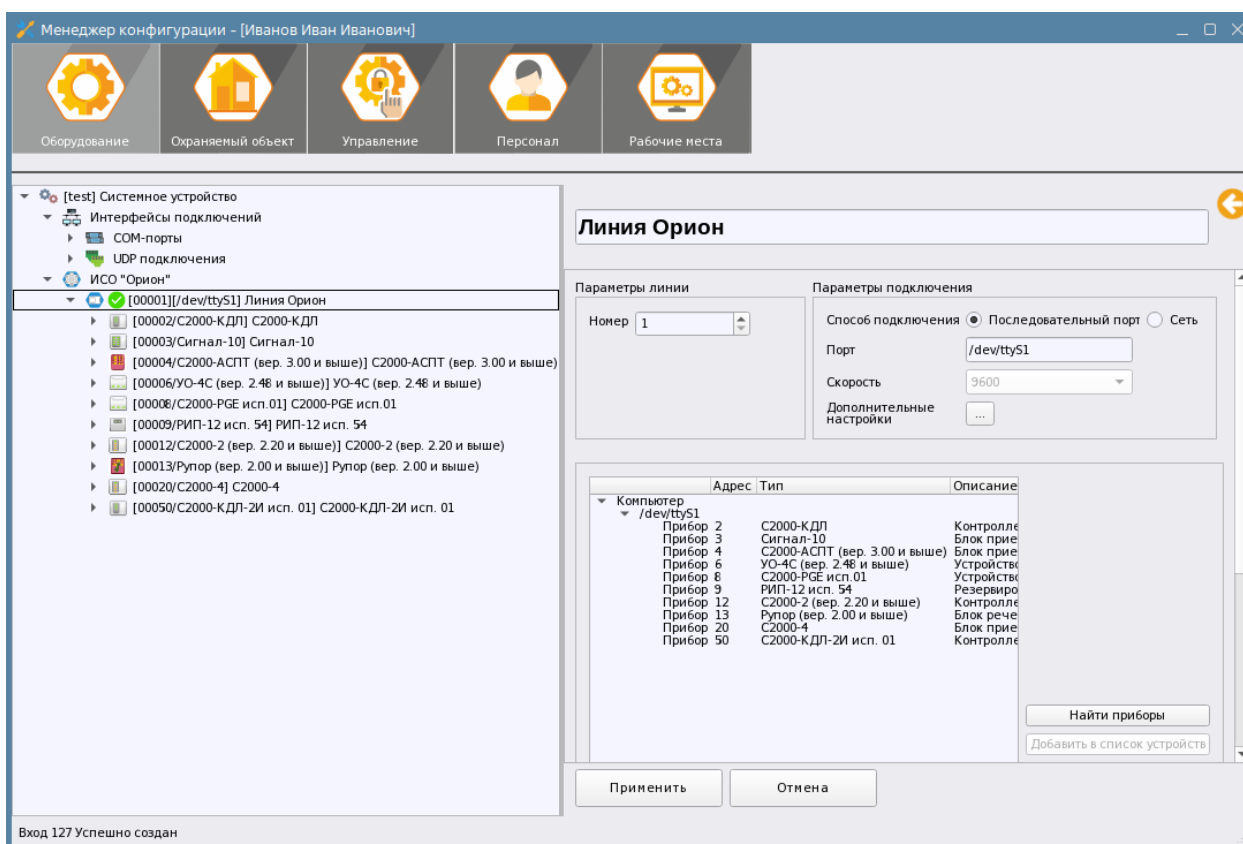 Менеджер конфигурации - [Иванов Иван Иванович]
Оборудование
Охраняемый объект
Управление
Персонал
Рабочие места
[test] Системное устройство
Интерфейсы подключений
COM-порты
UDP подключения
ИСО "Орион"
[00001][/dev/ttyS1] Линия Орион
[00002/С2000-КДЛ] С2000-КДЛ
[00003/Сигнал-10] Сигнал-10
[00004/С2000-АСПТ (вер. 3.00 и выше)] С2000-АСПТ (вер. 3.00 и выше)
[00006/УО-4С (вер. 2.48 и выше)] УО-4С (вер. 2.48 и выше)
[00008/С2000-PGE исп.01] С2000-PGE исп.01
[00009/РИП-12 исп. 54] РИП-12 исп. 54
[00012/С2000-2 (вер. 2.20 и выше)] С2000-2 (вер. 2.20 и выше)
[00013/Рупор (вер. 2.00 и выше)] Рупор (вер. 2.00 и выше)
[00020/С2000-4] С2000-4
[00050/С2000-КДЛ-2И исп. 01] С2000-КДЛ-2И исп. 01
Линия Орион
Параметры линии
Номер 1
Параметры подключения
Способ подключения Последовательный порт Сеть
Порт /dev/ttyS1
Скорость 9600
Дополнительные
настройки ...
Адрес Тип Описание
Компьютер
/dev/ttyS1
Прибор 2 С2000-КДЛ Контролле
Прибор 3 Сигнал-10 Блок прие
Прибор 4 С2000-АСПТ (вер. 3.00 и выше) Блок прие
Прибор 6 УО-4С (вер. 2.48 и выше) Устройство
Прибор 8 С2000-PGE исп.01 Устройство
Прибор 9 РИП-12 исп. 54 Резервиро
Прибор 12 С2000-2 (вер. 2.20 и выше) Контролле
Прибор 13 Рупор (вер. 2.00 и выше) Блок рече
Прибор 20 С2000-4 Блок прие
Прибор 50 С2000-КДЛ-2И исп. 01 Контролле
Найти приборы
Добавить в список устройств
Применить
Отмена
Вход 127 Успешно создан